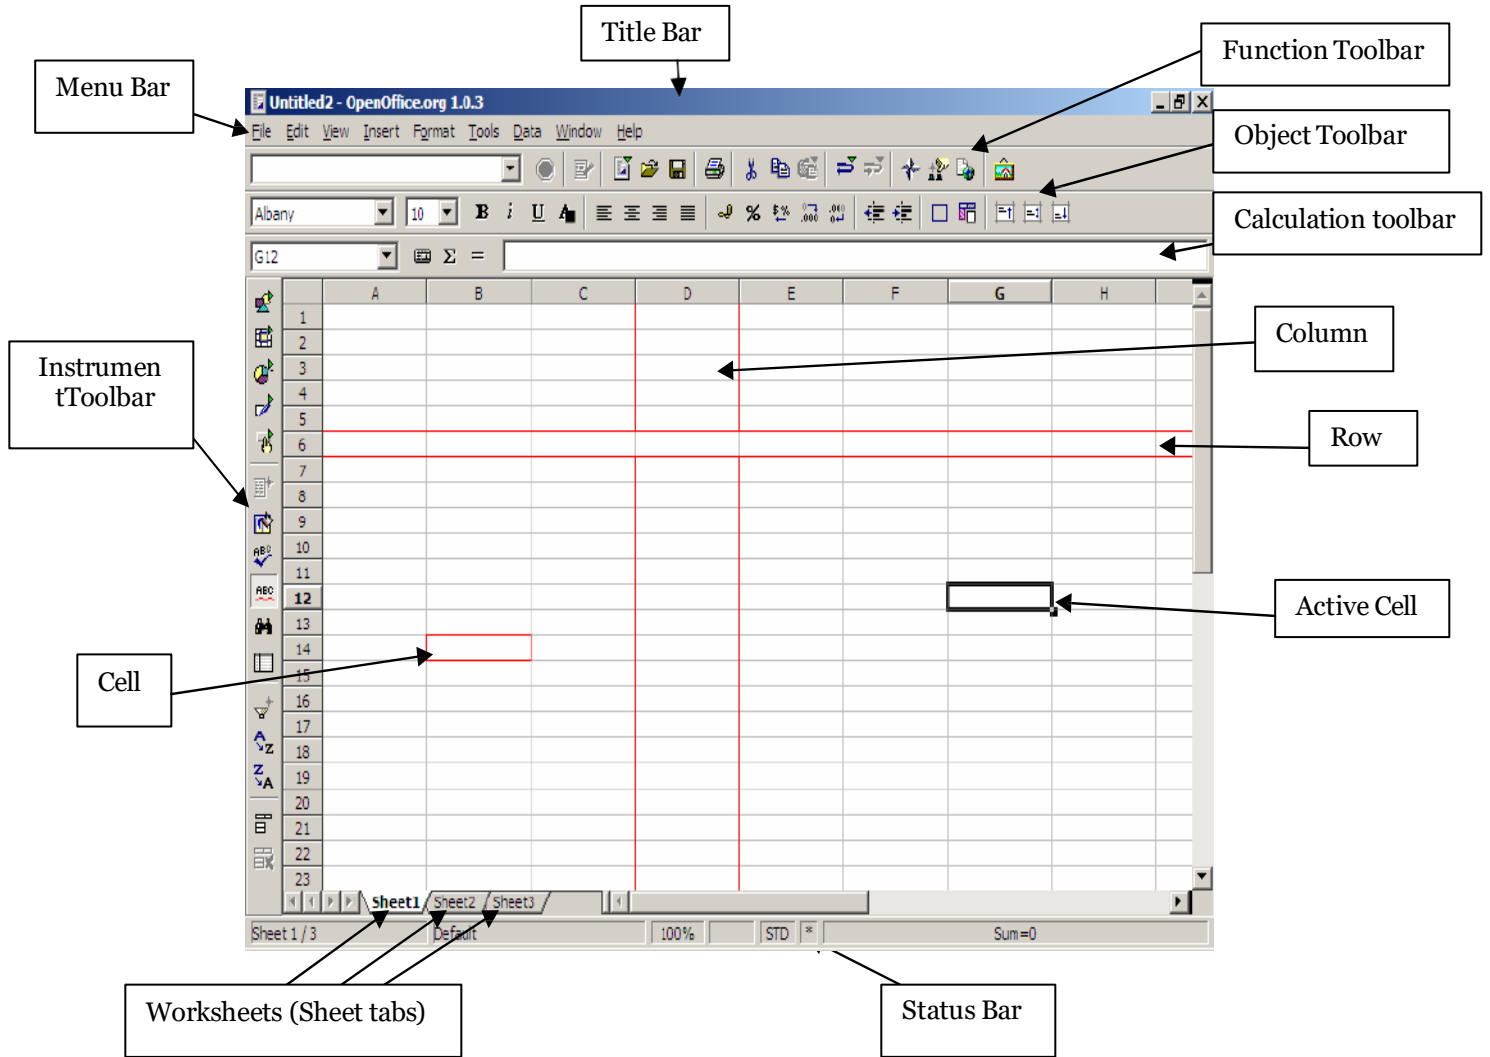 Title Bar
Function Toolbar
Menu Bar
Untitled2 - OpenOffice.org 1.0.3
File Edit View Insert Format Tools Data Window Help
Object Toolbar
Albany 10 B i U A
Calculation toolbar
G12 Σ =
A B C D E F G H
1
2
Column
3
Instrumen
tToolbar
4
5
6
Row
7
8
9
10
ABC
11
ABC
12
Active Cell
13
14
Cell
15
16
17
A
Z
18
Z
A
19
20
21
22
23
Sheet1 Sheet2 Sheet3
Sheet 1 / 3 Default 100% STD * Sum=0
Worksheets (Sheet tabs)
Status Bar